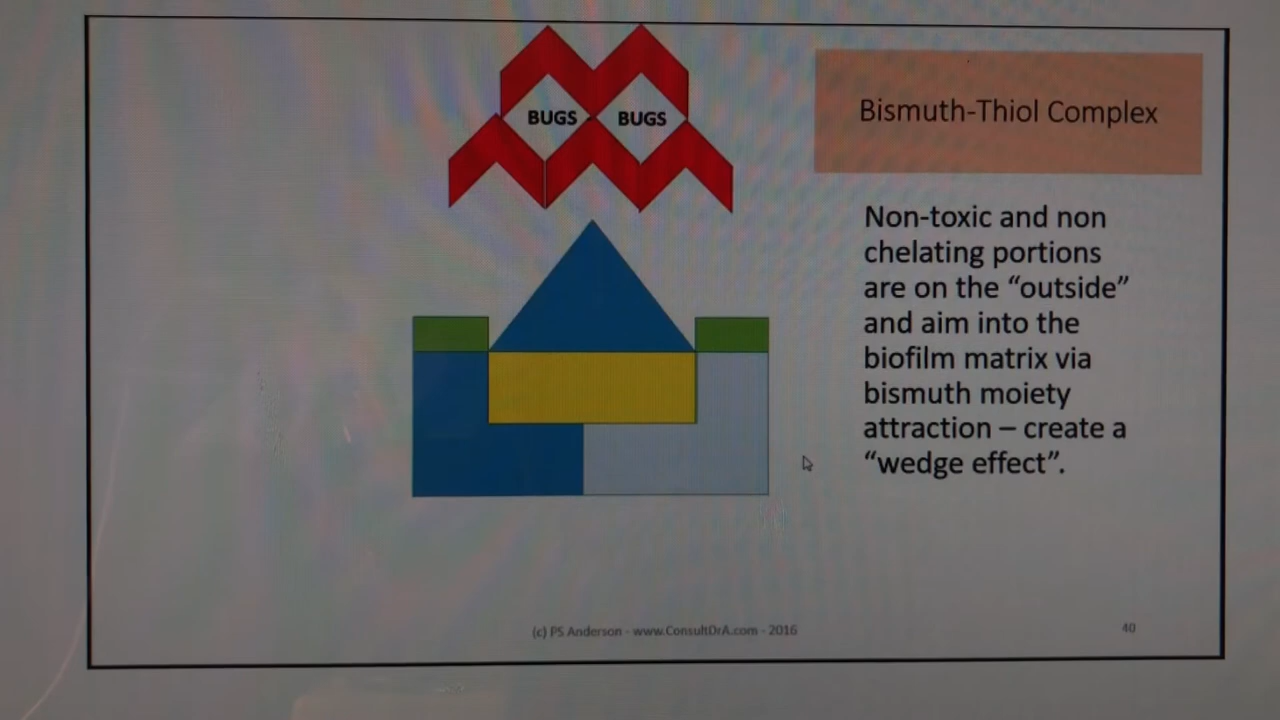 BUGS BUGS
Bismuth-Thiol Complex
Non-toxic and non
chelating portions
are on the “outside”
and aim into the
biofilm matrix via
bismuth moiety
attraction – create a
“wedge effect”.
(c) PS Anderson - www.ConsultDrA.com - 2016
40